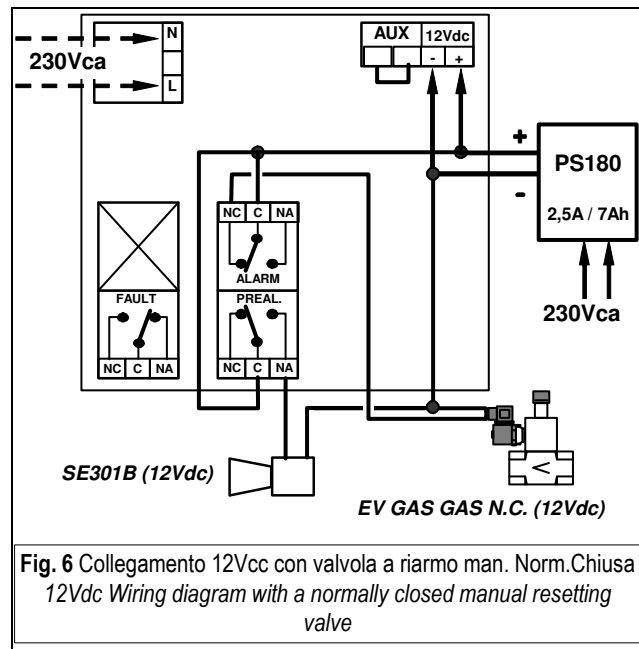 N
230Vca
L
AUX 12Vdc
- +
+
-
PS180
2,5A / 7Ah
230Vca
NC C NA
ALARM
FAULT
PREAL.
NC C NA
NC C NA
SE301B (12Vdc)
EV GAS GAS N.C. (12Vdc)
Fig. 6 Collegamento 12Vcc con valvola a riarmo man. Norm.Chiusa
12Vdc Wiring diagram with a normally closed manual resetting
valve